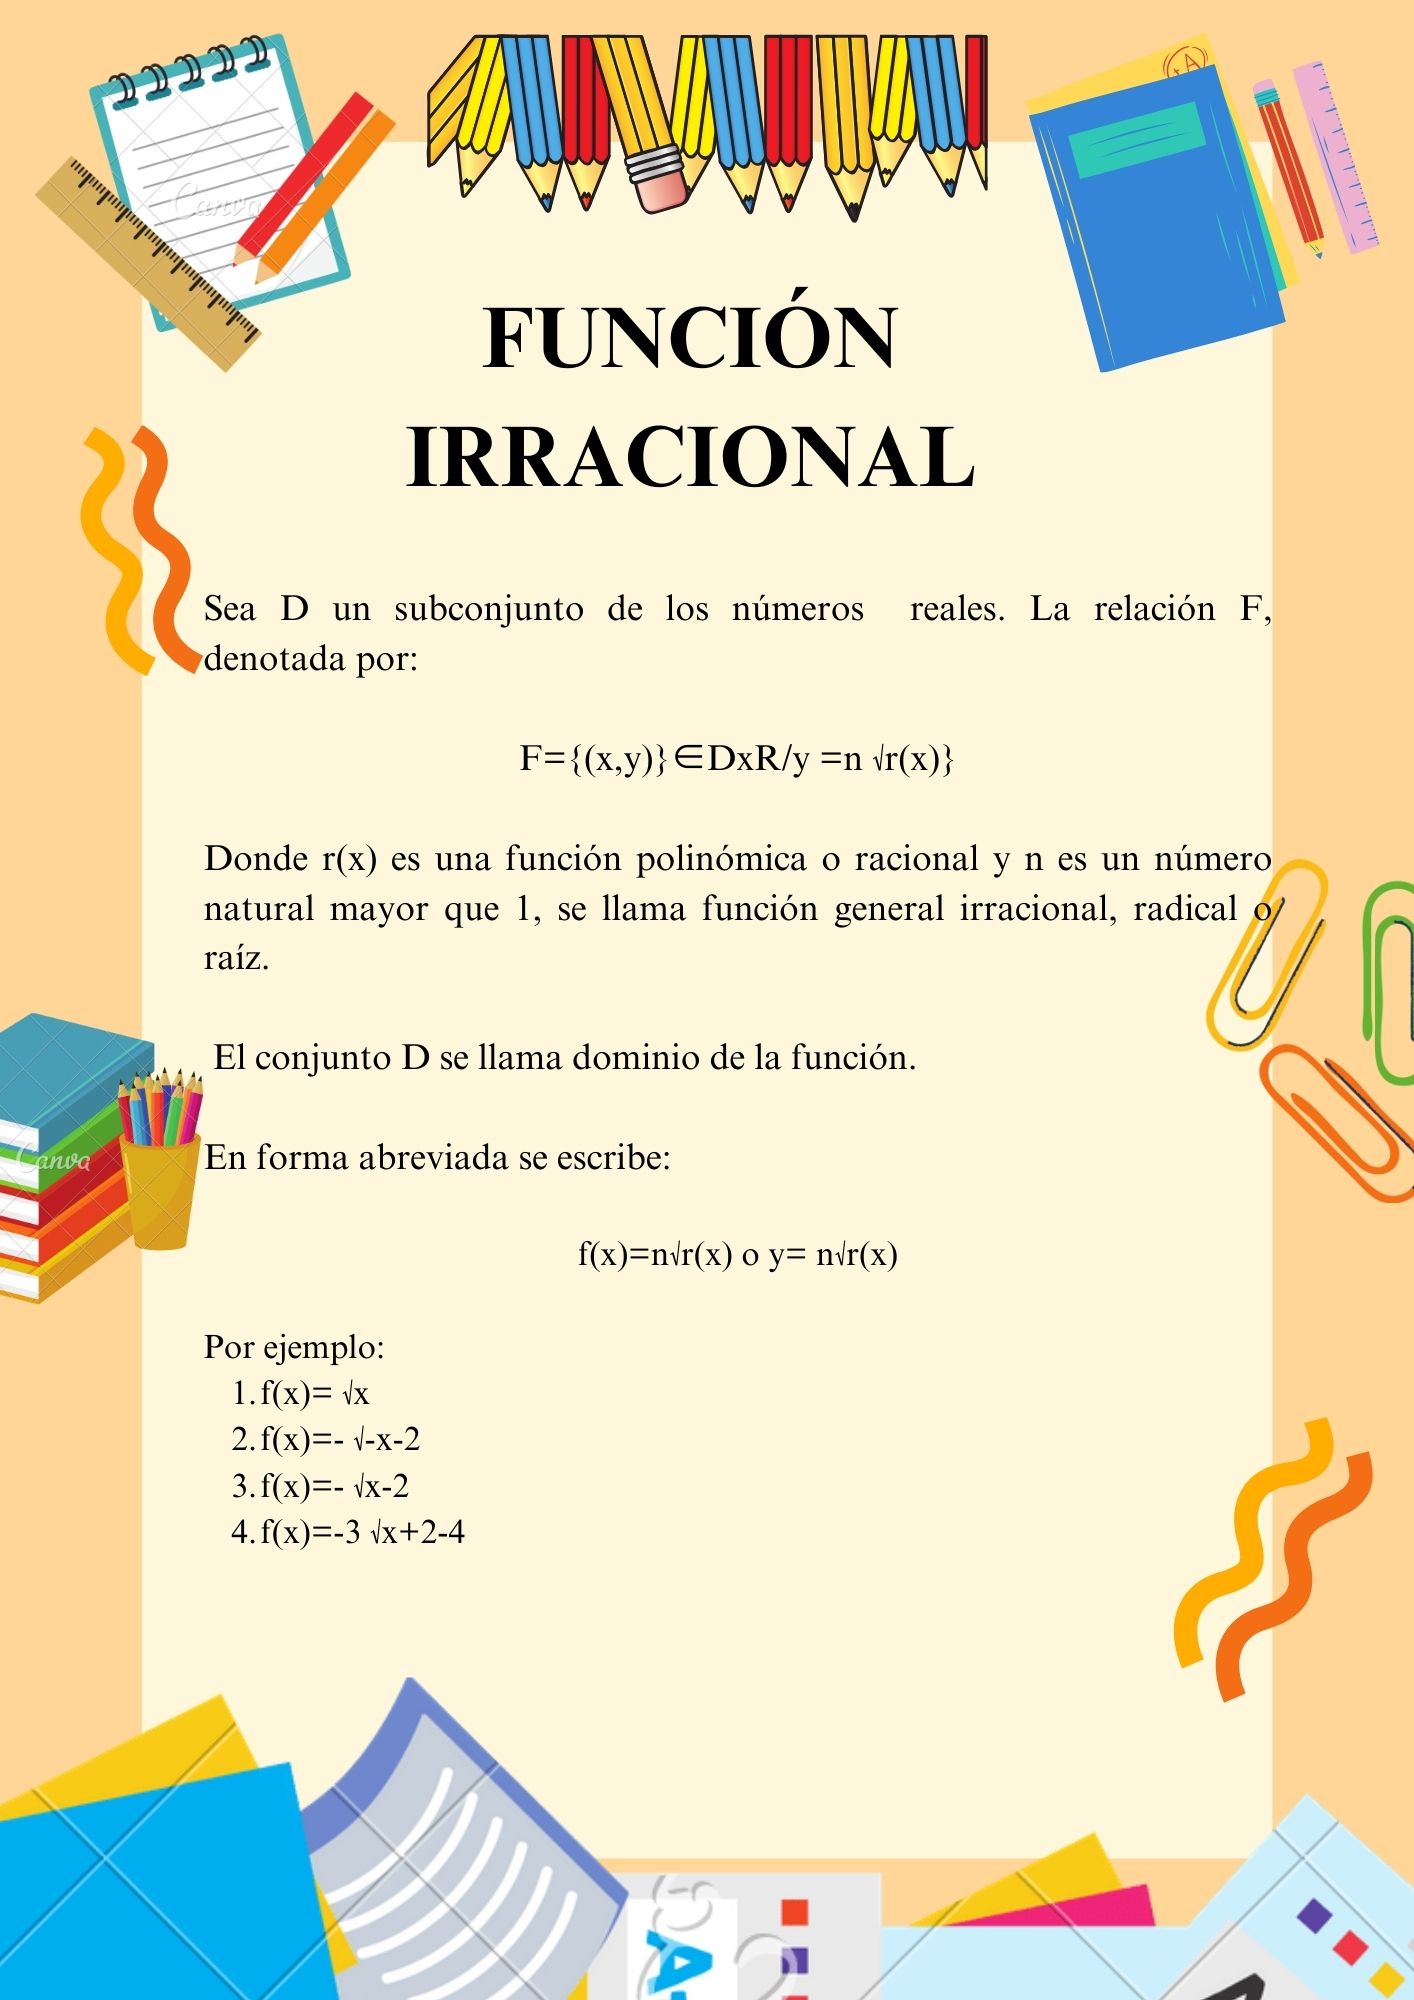 A+
Canva
FUNCIÓN
IRRACIONAL
Sea D un subconjunto de los números reales. La relación F,
denotada por:
F={(x,y)}∈DxR/y =n √r(x)}
Donde r(x) es una función polinómica o racional y n es un número
natural mayor que 1, se llama función general irracional, radical o
raíz.
El conjunto D se llama dominio de la función.
En forma abreviada se escribe:
Canva
f(x)=n√r(x) o y= n√r(x)
Por ejemplo:
1. f(x)= √x
2. f(x)=- √-x-2
3. f(x)=- √x-2
4. f(x)=-3 √x+2-4